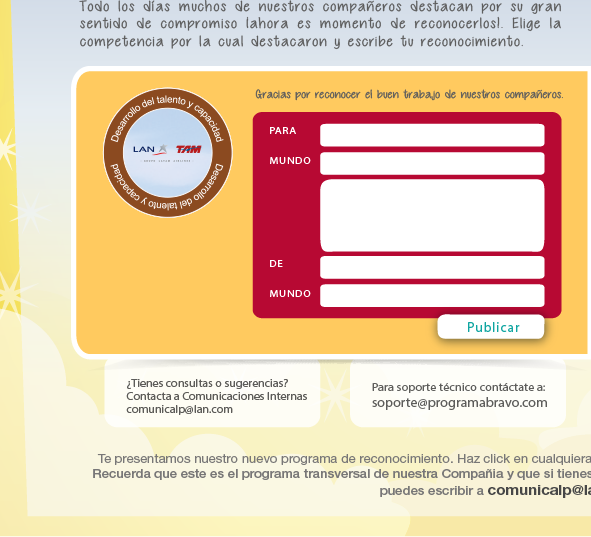 Todo los días muchos de nuestros compañeros destacan por su gran
sentido de compromiso ¡ahora es momento de reconocerlos!. Elige la
competencia por la cual destacaron y escribe tu reconocimiento.
Gracias por reconocer el buen trabajo de nuestros compañeros.
Desarrollo del talento y capacidad
LAN TAM
Desarrollo del talento y capacidad
PARA
MUNDO
DE
MUNDO
Publicar
¿Tienes consultas o sugerencias?
Contacta a Comunicaciones Internas
comunicalp@lan.com
Para soporte técnico contáctate a:
soporte@programabravo.com
Te presentamos nuestro nuevo programa de reconocimiento. Haz click en cualquiera
Recuerda que este es el programa transversal de nuestra Compañia y que si tienes
puedes escribir a comunicalp@la